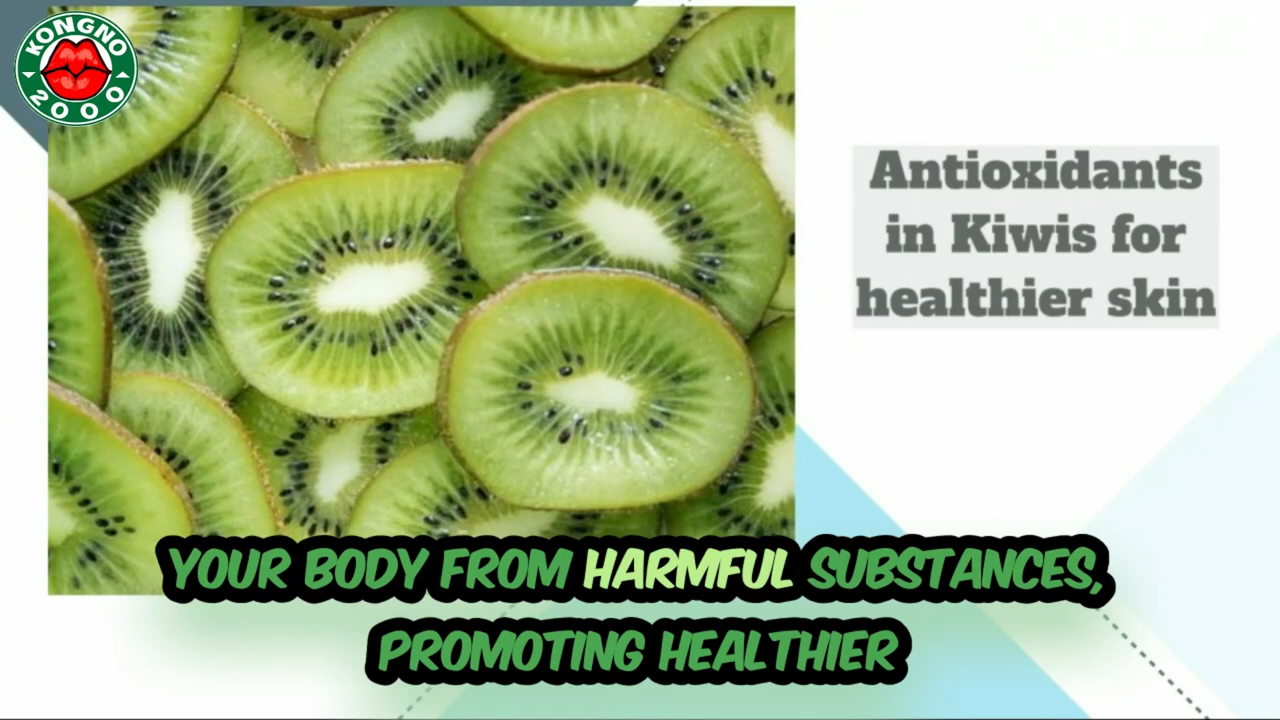 KONGNO
2000
Antioxidants
in Kiwis for
healthier skin
YOUR BODY FROM HARMFUL SUBSTANCES,
PROMOTING HEALTHIER